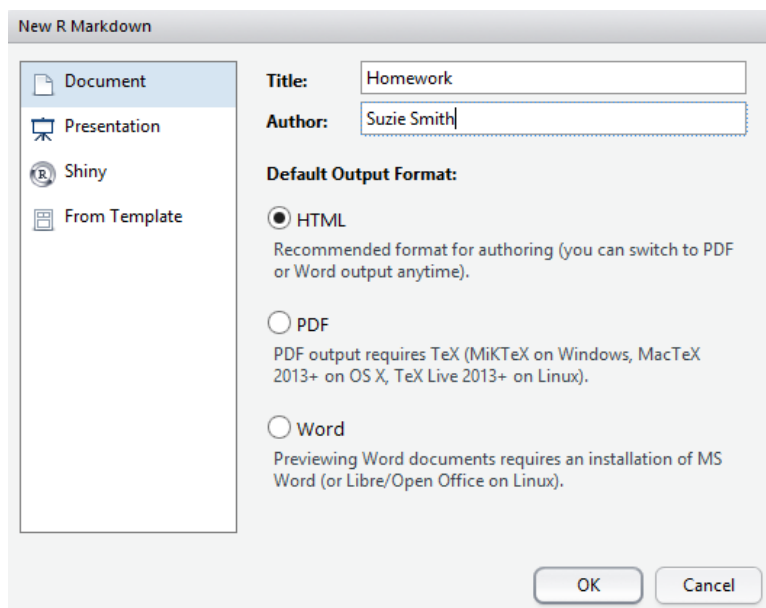 New R Markdown
Document
Presentation
Shiny
From Template
Title: Homework
Author: Suzie Smith
Default Output Format:
HTML
Recommended format for authoring (you can switch to PDF
or Word output anytime).
PDF
PDF output requires TeX (MiKTeX on Windows, MacTeX
2013+ on OS X, TeX Live 2013+ on Linux).
Word
Previewing Word documents requires an installation of MS
Word (or Libre/Open Office on Linux).
OK Cancel